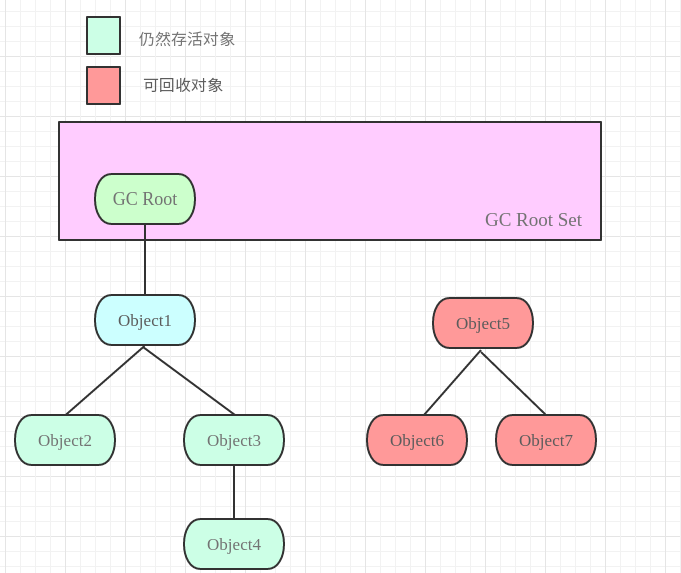 仍然存活对象
可回收对象
GC Root
GC Root Set
Object1
Object5
Object2
Object3
Object6
Object7
Object4